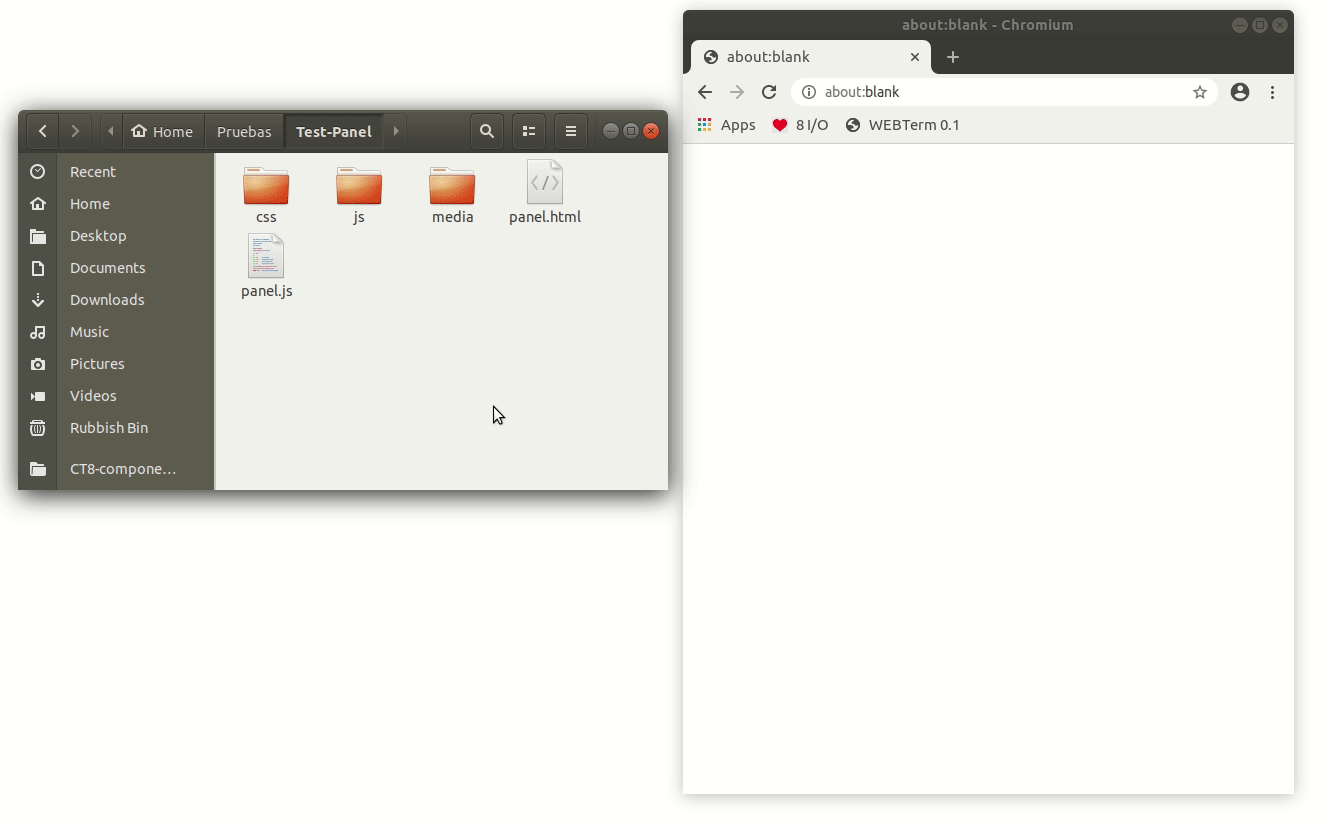 about:blank - Chromium
about:blank
about:blank
Apps 8 I/O WEBTerm 0.1
Home Pruebas Test-Panel
Recent
Home
Desktop
Documents
Downloads
Music
Pictures
Videos
Rubbish Bin
CT8-compone…
css js media panel.html
panel.js